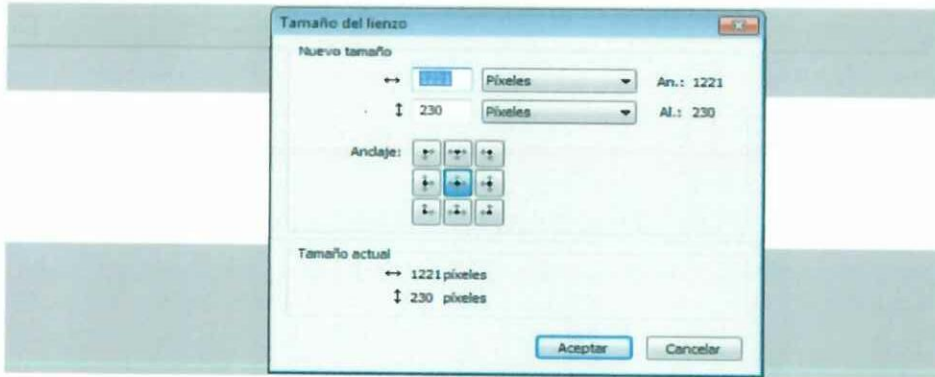 Tamaño del lienzo
Nuevo tamaño
↔ 1221 Píxeles An.: 1221
↕ 230 Píxeles Al.: 230
Anclaje:
Tamaño actual
↔ 1221 píxeles
↕ 230 píxeles
Aceptar Cancelar